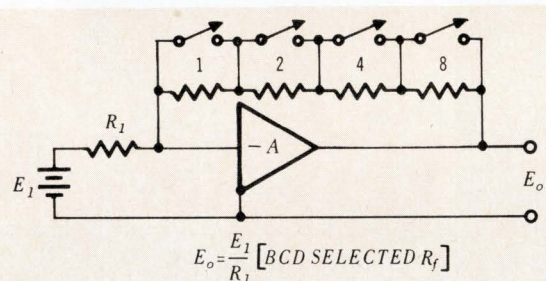 1 2 4 8
R1
−A
E1
Eo
Eo = E1/R1 [BCD SELECTED Rf]